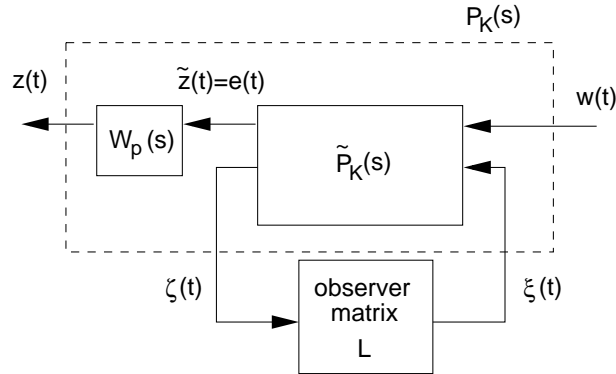 P_K(s)
z(t)
z̃(t)=e(t)
w(t)
W_p(s)
P̃_K(s)
ζ(t)
observer
matrix
L
ξ(t)